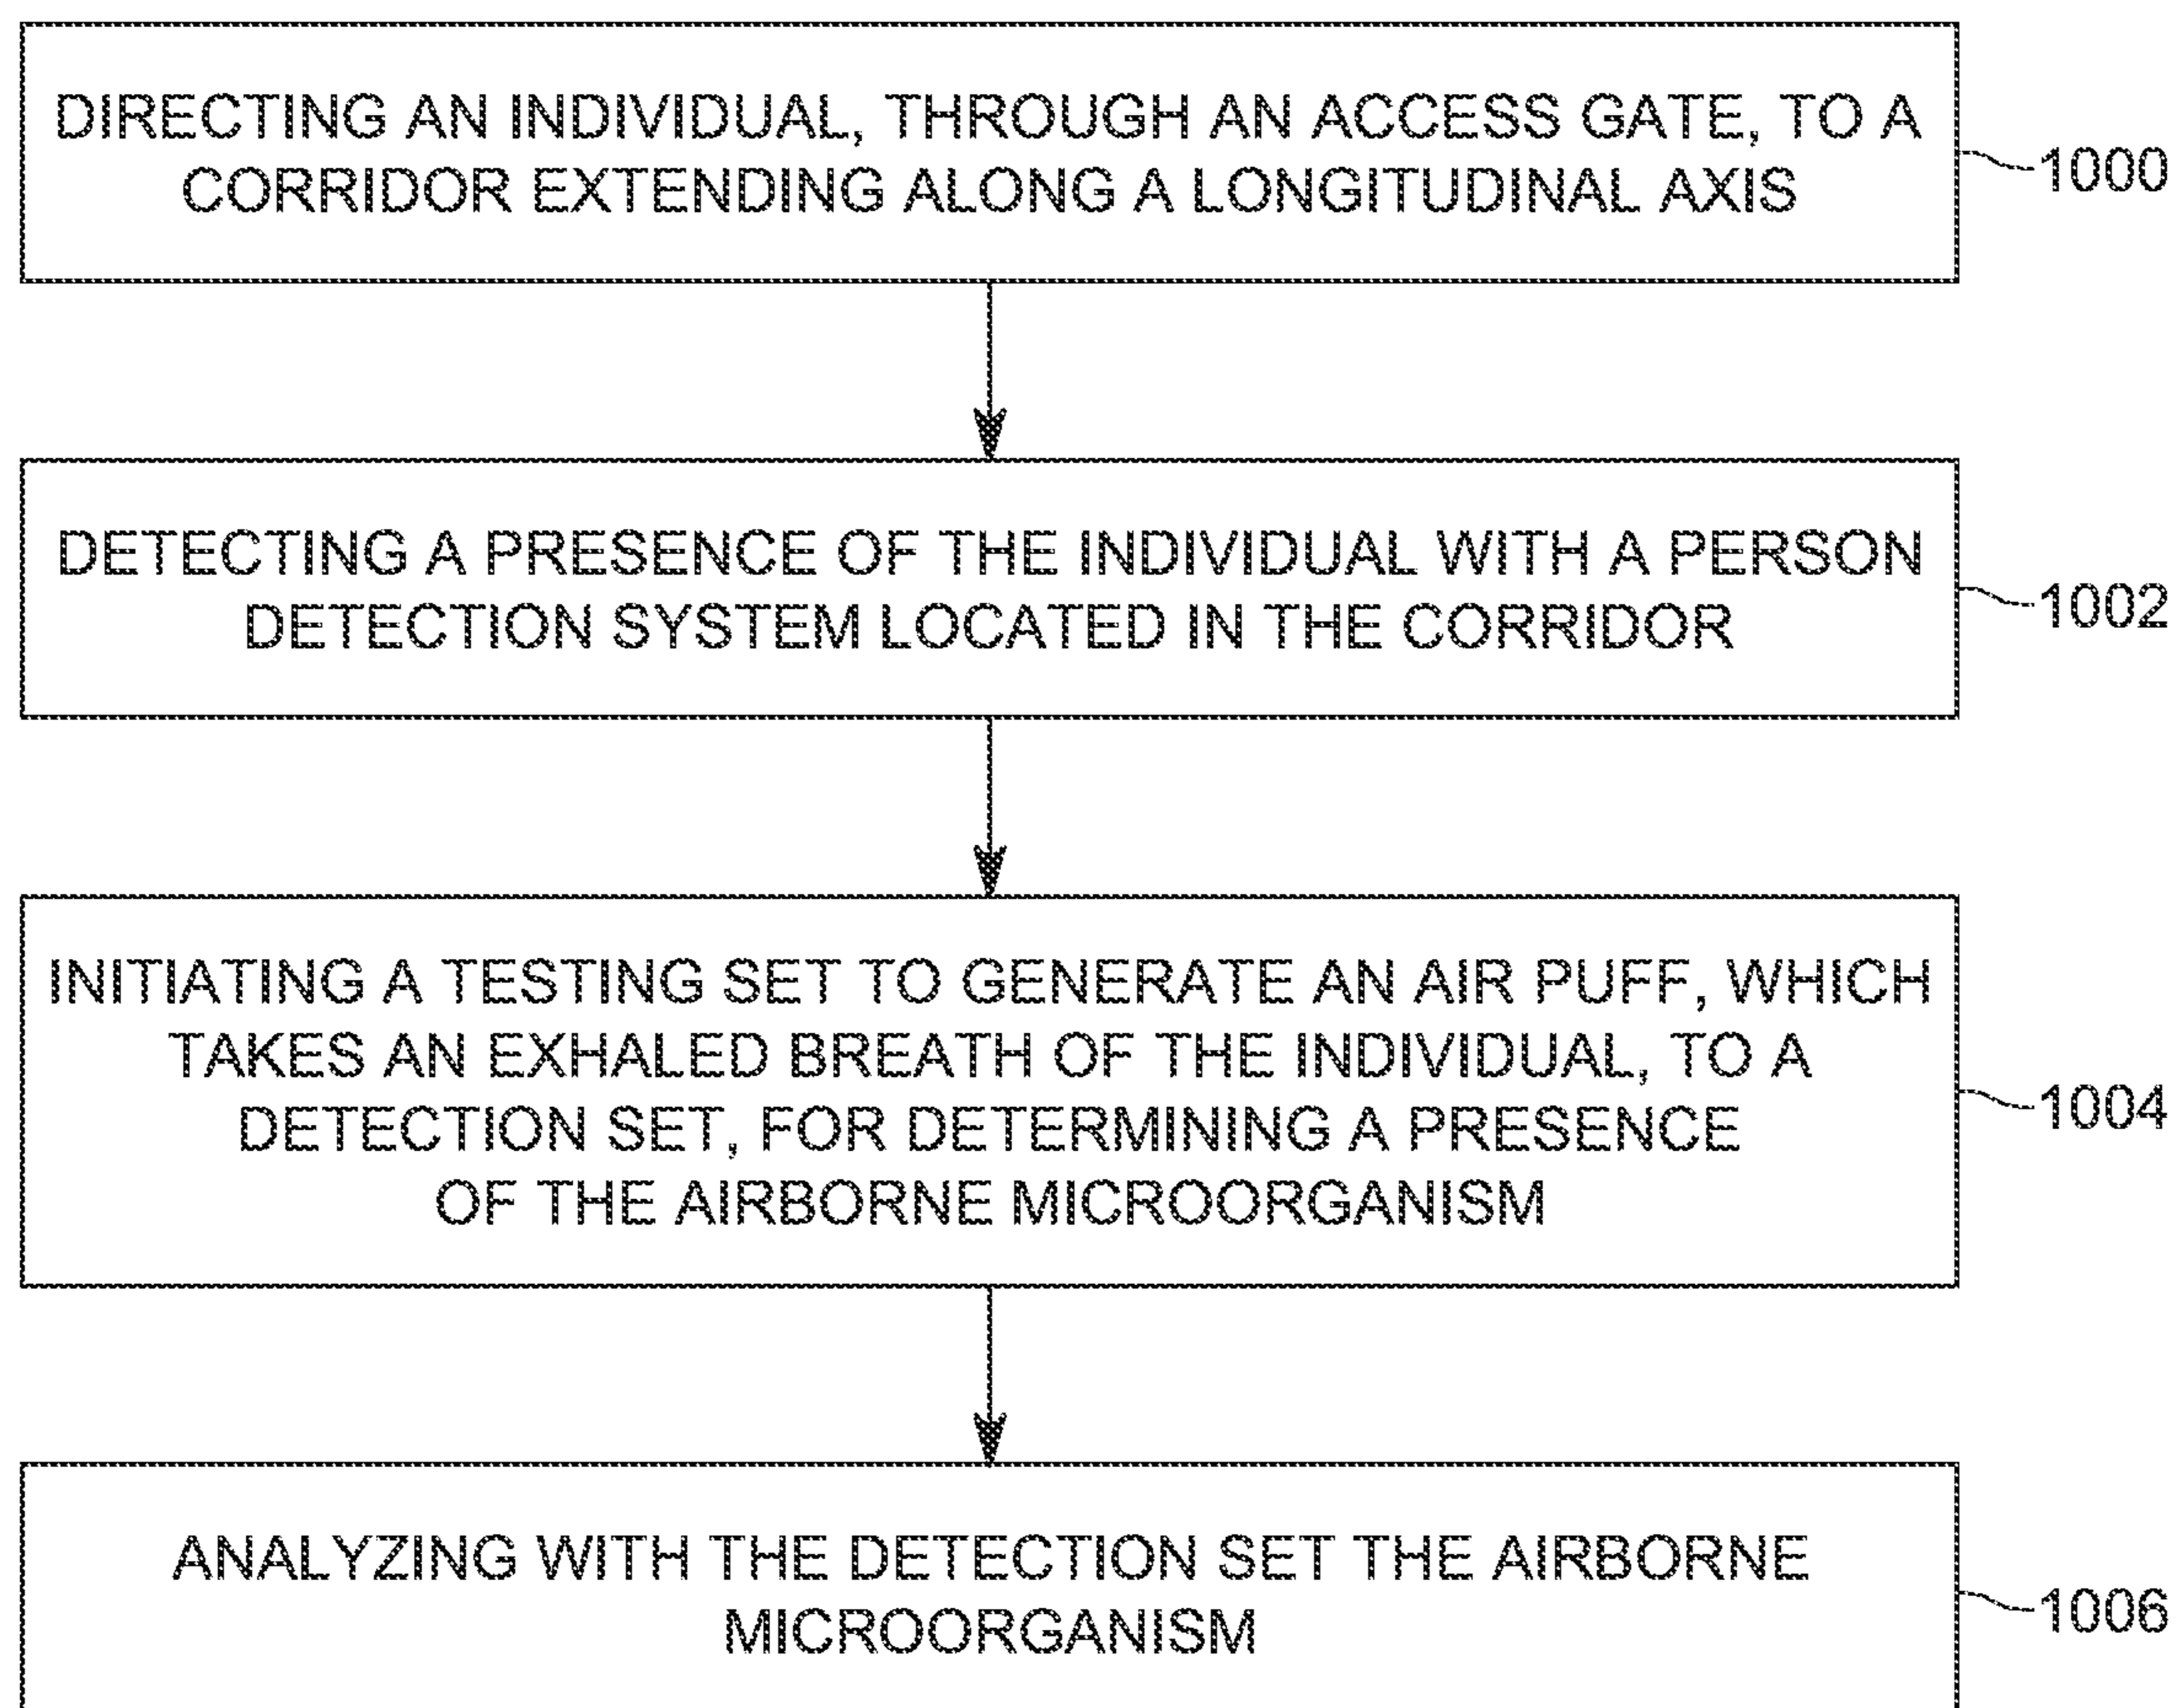 DIRECTING AN INDIVIDUAL, THROUGH AN ACCESS GATE, TO A
CORRIDOR EXTENDING ALONG A LONGITUDINAL AXIS
1000
DETECTING A PRESENCE OF THE INDIVIDUAL WITH A PERSON
DETECTION SYSTEM LOCATED IN THE CORRIDOR
1002
INITIATING A TESTING SET TO GENERATE AN AIR PUFF, WHICH
TAKES AN EXHALED BREATH OF THE INDIVIDUAL, TO A
DETECTION SET, FOR DETERMINING A PRESENCE
OF THE AIRBORNE MICROORGANISM
1004
ANALYZING WITH THE DETECTION SET THE AIRBORNE
MICROORGANISM
1006